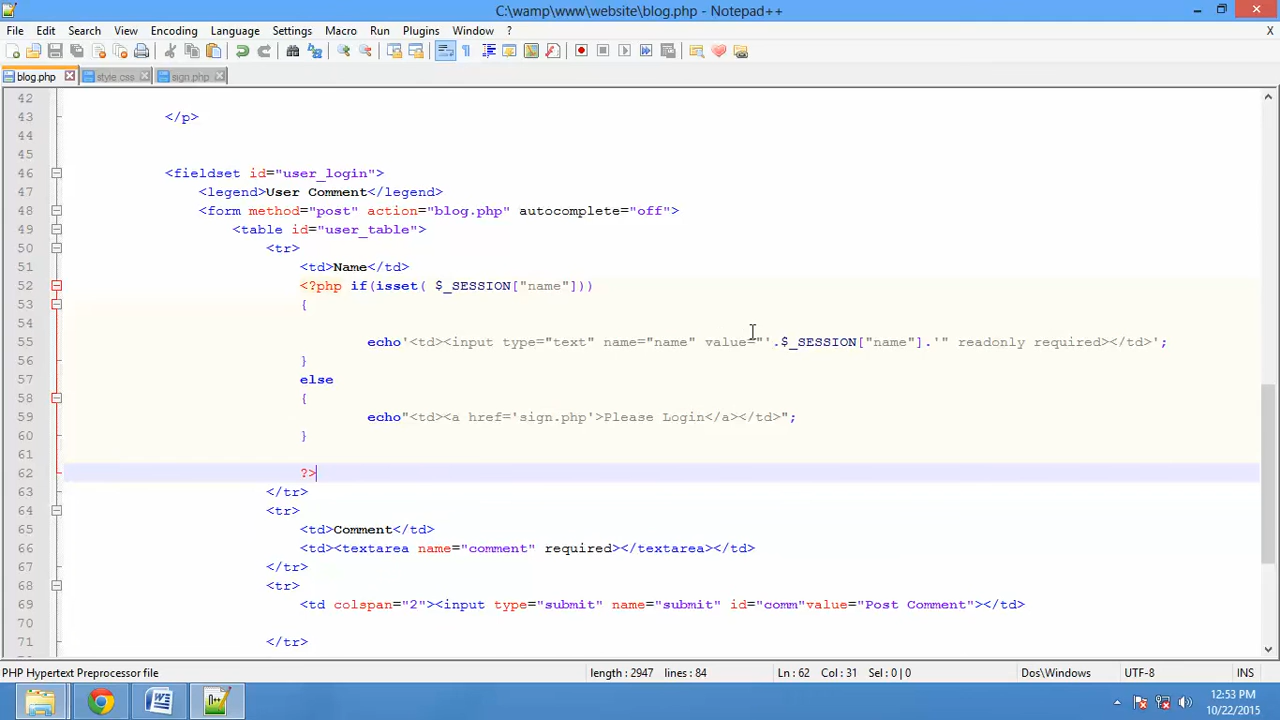 C:\wamp\www\website\blog.php - Notepad++
File Edit Search View Encoding Language Settings Macro Run Plugins Window ? X
blog.php style css sign.php
42
43 </p>
44
45
46 <fieldset id="user_login">
47 <legend>User Comment</legend>
48 <form method="post" action="blog.php" autocomplete="off">
49 <table id="user_table">
50 <tr>
51 <td>Name</td>
52 <?php if(isset( $_SESSION["name"]))
53 {
54
55 echo'<td><input type="text" name="name" value="'.$_SESSION["name"].'" readonly required></td>';
56 }
57 else
58 {
59 echo"<td><a href='sign.php'>Please Login</a></td>";
60 }
61
62 ?>
63 </tr>
64 <tr>
65 <td>Comment</td>
66 <td><textarea name="comment" required></textarea></td>
67 </tr>
68 <tr>
69 <td colspan="2"><input type="submit" name="submit" id="comm"value="Post Comment"></td>
70
71 </tr>
PHP Hypertext Preprocessor file length : 2947 lines : 84 Ln : 62 Col : 31 Sel : 0 | 0 Dos\Windows UTF-8 INS
12:53 PM
10/22/2015